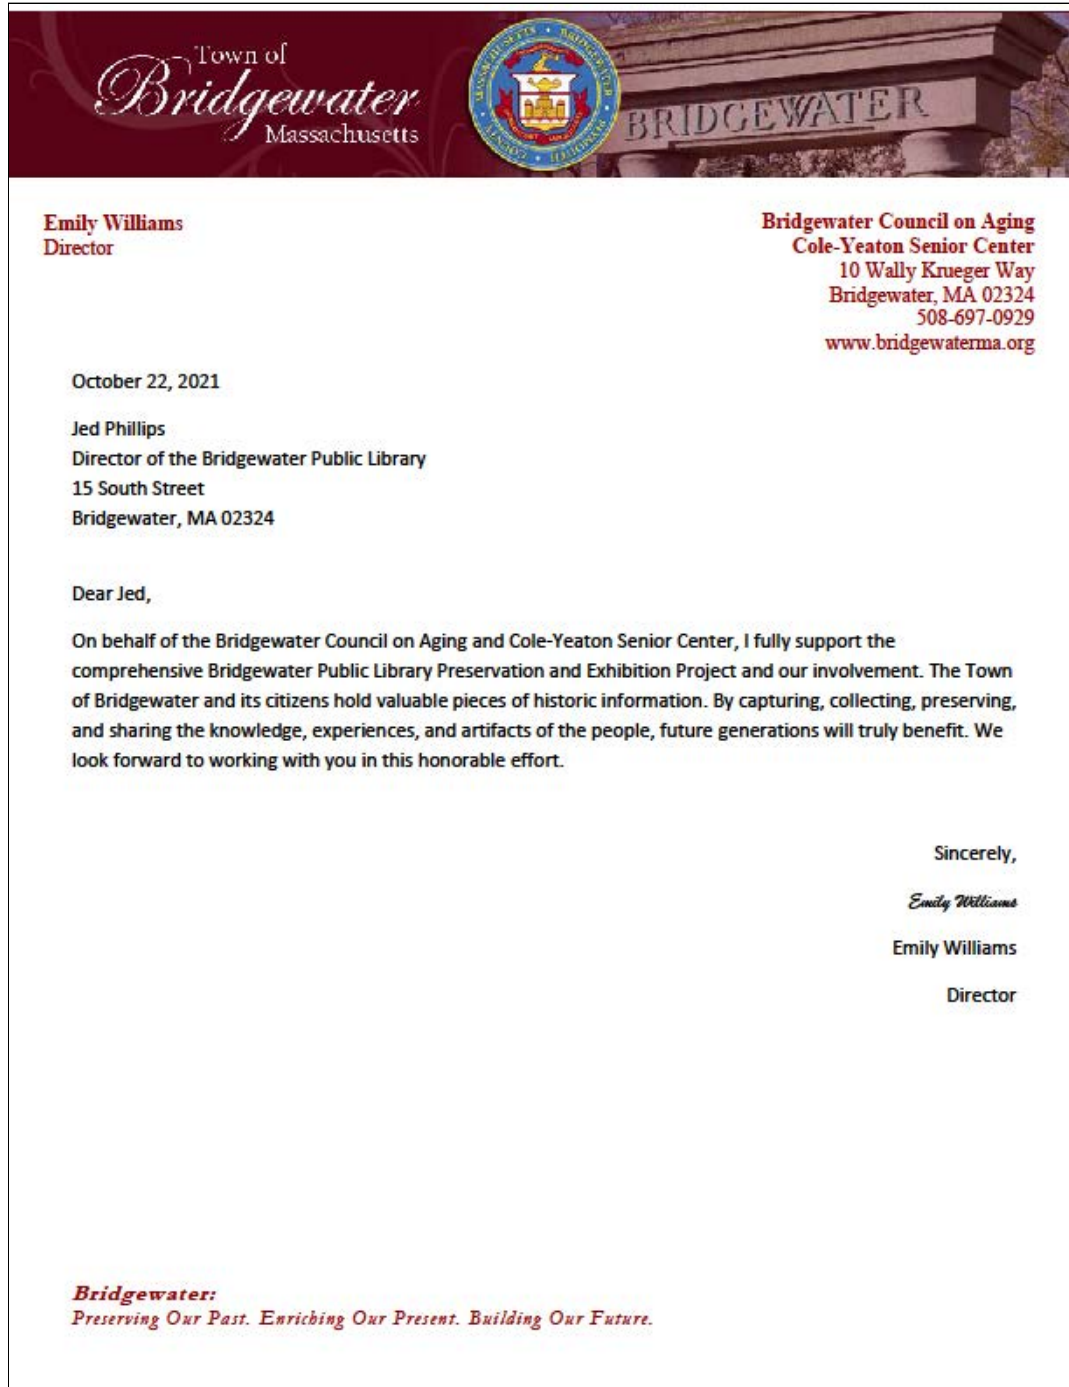 Town of
Bridgewater
Massachusetts
MASSACHUSETTS • BRIDGEWATER
BRIDGEWATER
Emily Williams
Director
Bridgewater Council on Aging
Cole-Yeaton Senior Center
10 Wally Krueger Way
Bridgewater, MA 02324
508-697-0929
www.bridgewaterma.org
October 22, 2021
Jed Phillips
Director of the Bridgewater Public Library
15 South Street
Bridgewater, MA 02324
Dear Jed,
On behalf of the Bridgewater Council on Aging and Cole-Yeaton Senior Center, I fully support the
comprehensive Bridgewater Public Library Preservation and Exhibition Project and our involvement. The Town
of Bridgewater and its citizens hold valuable pieces of historic information. By capturing, collecting, preserving,
and sharing the knowledge, experiences, and artifacts of the people, future generations will truly benefit. We
look forward to working with you in this honorable effort.
Sincerely,
Emily Williams
Emily Williams
Director
Bridgewater:
Preserving Our Past. Enriching Our Present. Building Our Future.